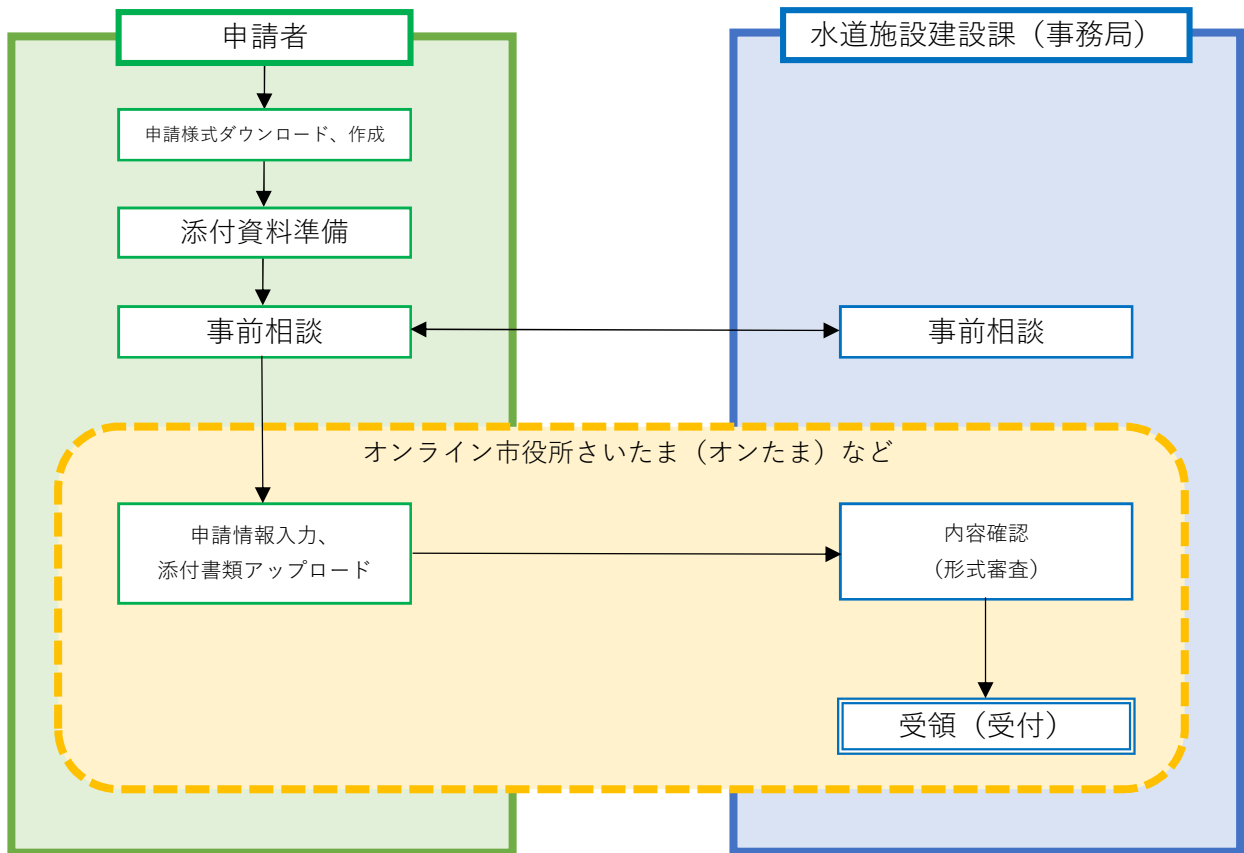 申請者
水道施設建設課（事務局）
申請様式ダウンロード、作成
添付資料準備
事前相談
事前相談
オンライン市役所さいたま（オンたま）など
申請情報入力、
添付書類アップロード
内容確認
（形式審査）
受領（受付）